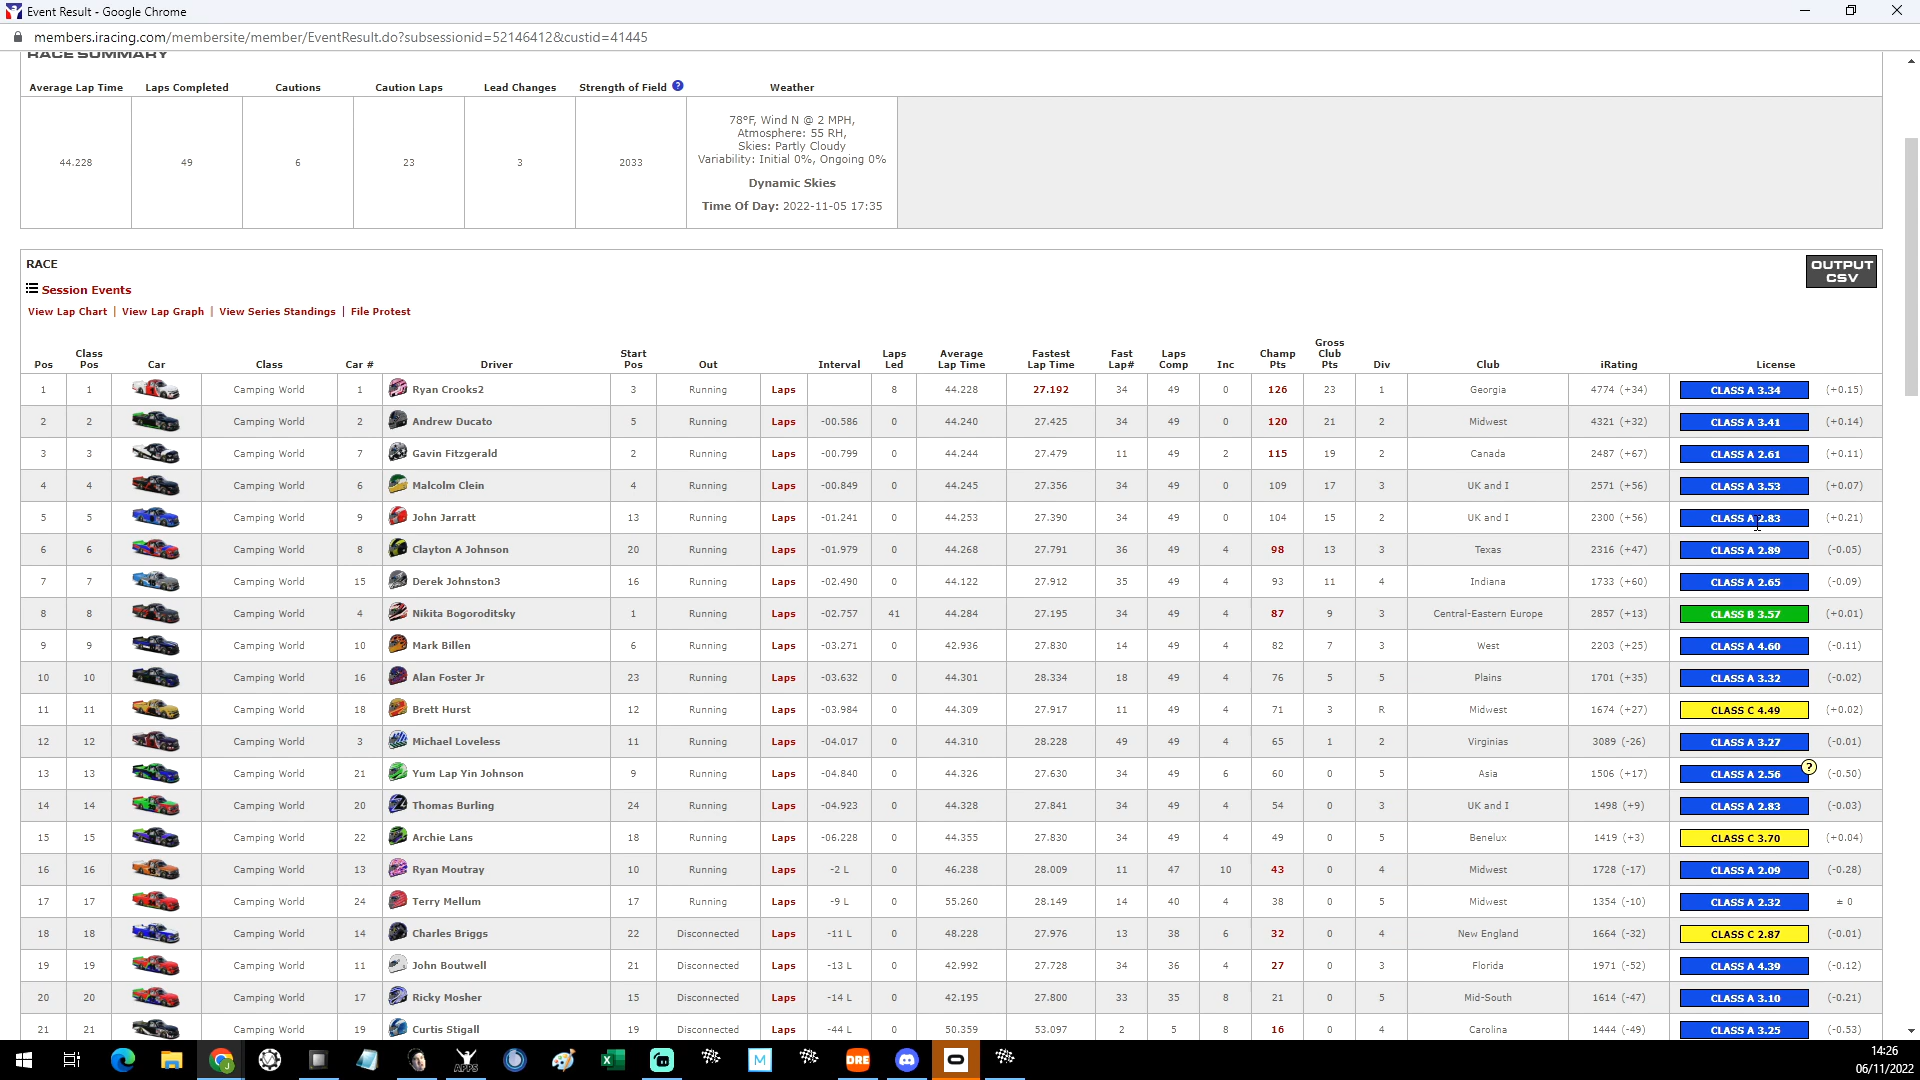 Event Result - Google Chrome
members.iracing.com/membersite/member/EventResult.do?subsessionid=52146412&custid=41445
RACE SUMMARY
Average Lap Time Laps Completed Cautions Caution Laps Lead Changes Strength of Field ? Weather
44.228 49 6 23 3 2033
78°F, Wind N @ 2 MPH,
Atmosphere: 55 RH,
Skies: Partly Cloudy
Variability: Initial 0%, Ongoing 0%
Dynamic Skies
Time Of Day: 2022-11-05 17:35
RACE
OUTPUT
CSV
Session Events
View Lap Chart | View Lap Graph | View Series Standings | File Protest
Pos Class Pos Car Class Car # Driver Start Pos Out Interval Laps Led Average Lap Time Fastest Lap Time Fast Lap# Laps Comp Inc Champ Pts Gross Club Pts Div Club iRating License
1 1 Camping World 1 Ryan Crooks2 3 Running Laps 8 44.228 27.192 34 49 0 126 23 1 Georgia 4774 (+34) CLASS A 3.34 (+0.15)
2 2 Camping World 2 Andrew Ducato 5 Running Laps -00.586 0 44.240 27.425 34 49 0 120 21 2 Midwest 4321 (+32) CLASS A 3.41 (+0.14)
3 3 Camping World 7 Gavin Fitzgerald 2 Running Laps -00.799 0 44.244 27.479 11 49 2 115 19 2 Canada 2487 (+67) CLASS A 2.61 (+0.11)
4 4 Camping World 6 Malcolm Clein 4 Running Laps -00.849 0 44.245 27.356 34 49 0 109 17 3 UK and I 2571 (+56) CLASS A 3.53 (+0.07)
5 5 Camping World 9 John Jarratt 13 Running Laps -01.241 0 44.253 27.390 34 49 0 104 15 2 UK and I 2300 (+56) CLASS A 2.83 (+0.21)
6 6 Camping World 8 Clayton A Johnson 20 Running Laps -01.979 0 44.268 27.791 36 49 4 98 13 3 Texas 2316 (+47) CLASS A 2.89 (-0.05)
7 7 Camping World 15 Derek Johnston3 16 Running Laps -02.490 0 44.122 27.912 35 49 4 93 11 4 Indiana 1733 (+60) CLASS A 2.65 (-0.09)
8 8 Camping World 4 Nikita Bogoroditsky 1 Running Laps -02.757 41 44.284 27.195 34 49 4 87 9 3 Central-Eastern Europe 2857 (+13) CLASS B 3.57 (+0.01)
9 9 Camping World 10 Mark Billen 6 Running Laps -03.271 0 42.936 27.830 14 49 4 82 7 3 West 2203 (+25) CLASS A 4.60 (-0.11)
10 10 Camping World 16 Alan Foster Jr 23 Running Laps -03.632 0 44.301 28.334 18 49 4 76 5 5 Plains 1701 (+35) CLASS A 3.32 (-0.02)
11 11 Camping World 18 Brett Hurst 12 Running Laps -03.984 0 44.309 27.917 11 49 4 71 3 R Midwest 1674 (+27) CLASS C 4.49 (+0.02)
12 12 Camping World 3 Michael Loveless 11 Running Laps -04.017 0 44.310 28.228 49 49 4 65 1 2 Virginias 3089 (-26) CLASS A 3.27 (-0.01)
13 13 Camping World 21 Yum Lap Yin Johnson 9 Running Laps -04.840 0 44.326 27.630 34 49 6 60 0 5 Asia 1506 (+17) CLASS A 2.56 ? (-0.50)
14 14 Camping World 20 Thomas Burling 24 Running Laps -04.923 0 44.328 27.841 34 49 4 54 0 3 UK and I 1498 (+9) CLASS A 2.83 (-0.03)
15 15 Camping World 22 Archie Lans 18 Running Laps -06.228 0 44.355 27.830 34 49 4 49 0 5 Benelux 1419 (+3) CLASS C 3.70 (+0.04)
16 16 Camping World 13 Ryan Moutray 10 Running Laps -2 L 0 46.238 28.009 11 47 10 43 0 4 Midwest 1728 (-17) CLASS A 2.09 (-0.28)
17 17 Camping World 24 Terry Mellum 17 Running Laps -9 L 0 55.260 28.149 14 40 4 38 0 5 Midwest 1354 (-10) CLASS A 2.32 ± 0
18 18 Camping World 14 Charles Briggs 22 Disconnected Laps -11 L 0 48.228 27.976 13 38 6 32 0 4 New England 1664 (-32) CLASS C 2.87 (-0.01)
19 19 Camping World 11 John Boutwell 21 Disconnected Laps -13 L 0 42.992 27.728 34 36 4 27 0 3 Florida 1971 (-52) CLASS A 4.39 (-0.12)
20 20 Camping World 17 Ricky Mosher 15 Disconnected Laps -14 L 0 42.195 27.800 33 35 8 21 0 5 Mid-South 1614 (-47) CLASS A 3.10 (-0.21)
21 21 Camping World 19 Curtis Stigall 19 Disconnected Laps -44 L 0 50.359 53.097 2 5 8 16 0 4 Carolina 1444 (-49) CLASS A 3.25 (-0.53)
APPS M DRE
14:26
06/11/2022